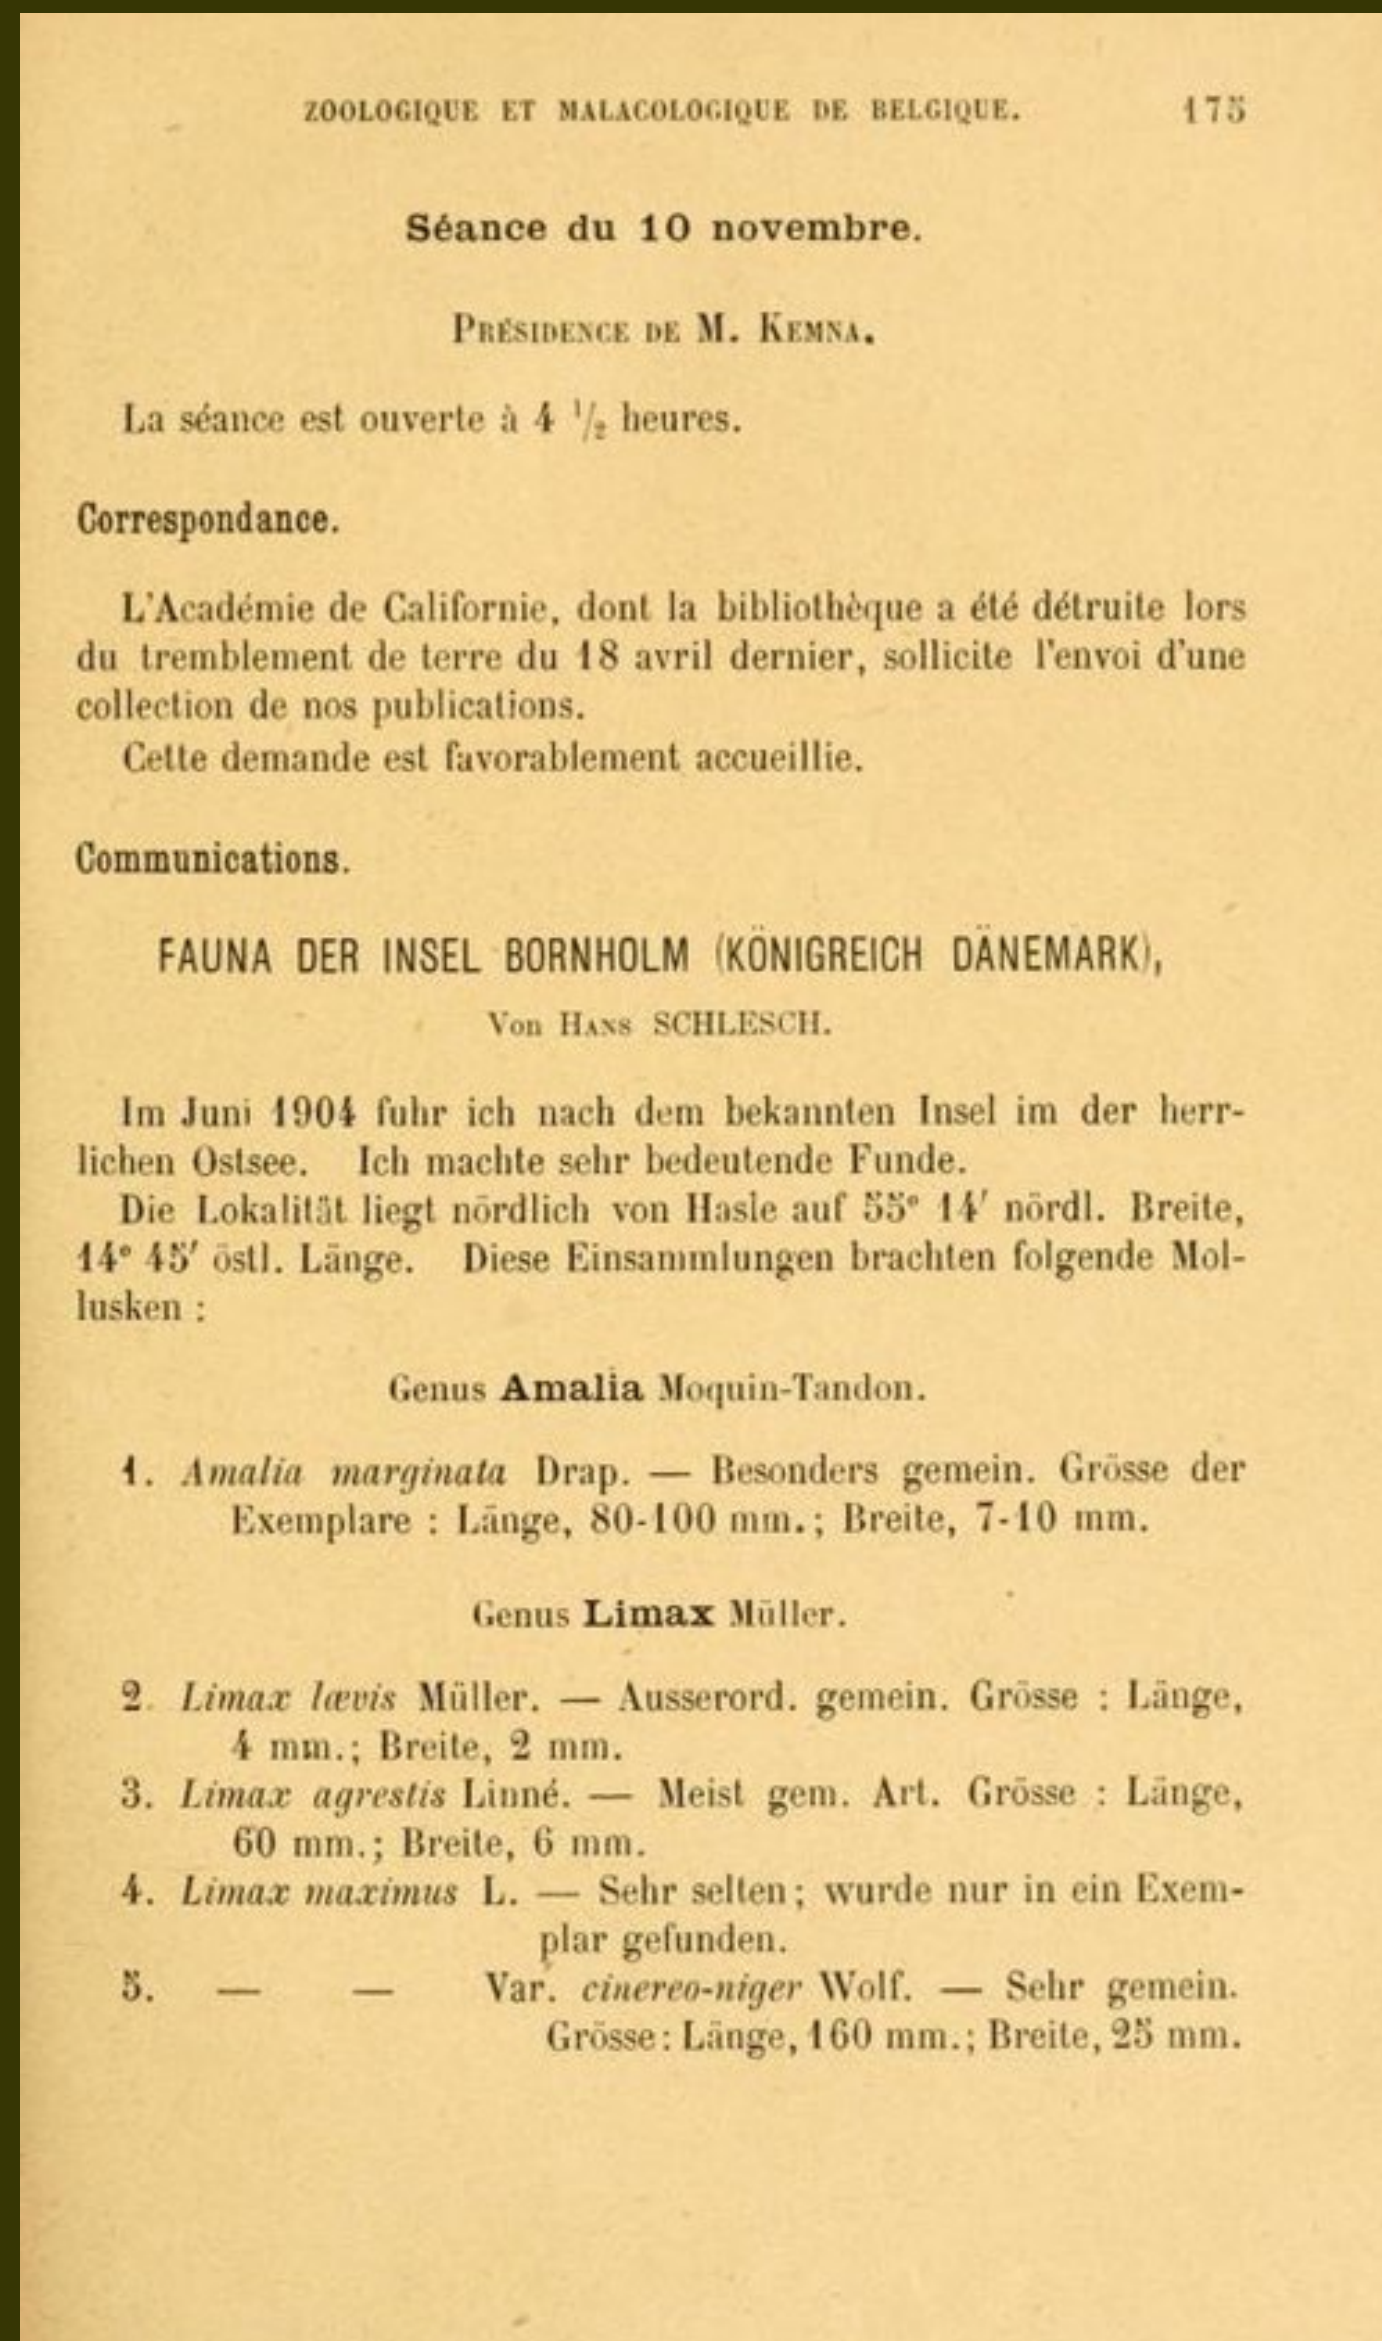 ZOOLOGIQUE ET MALACOLOGIQUE DE BELGIQUE. 175
Séance du 10 novembre.
PRÉSIDENCE DE M. KEMNA.
La séance est ouverte à 4 1/2 heures.
Correspondance.
L'Académie de Californie, dont la bibliothèque a été détruite lors
du tremblement de terre du 18 avril dernier, sollicite l'envoi d'une
collection de nos publications.
Cette demande est favorablement accueillie.
Communications.
FAUNA DER INSEL BORNHOLM (KÖNIGREICH DÄNEMARK),
Von HANS SCHLESCH.
Im Juni 1904 fuhr ich nach dem bekannten Insel im der herr-
lichen Ostsee. Ich machte sehr bedeutende Funde.
Die Lokalität liegt nördlich von Hasle auf 55° 14′ nördl. Breite,
14° 45′ östl. Länge. Diese Einsammlungen brachten folgende Mol-
lusken :
Genus Amalia Moquin-Tandon.
1. Amalia marginata Drap. — Besonders gemein. Grösse der
Exemplare : Länge, 80-100 mm.; Breite, 7-10 mm.
Genus Limax Müller.
2. Limax lævis Müller. — Ausserord. gemein. Grösse : Länge,
4 mm.; Breite, 2 mm.
3. Limax agrestis Linné. — Meist gem. Art. Grösse : Länge,
60 mm.; Breite, 6 mm.
4. Limax maximus L. — Sehr selten; wurde nur in ein Exem-
plar gefunden.
5. — — Var. cinereo-niger Wolf. — Sehr gemein.
Grösse: Länge, 160 mm.; Breite, 25 mm.